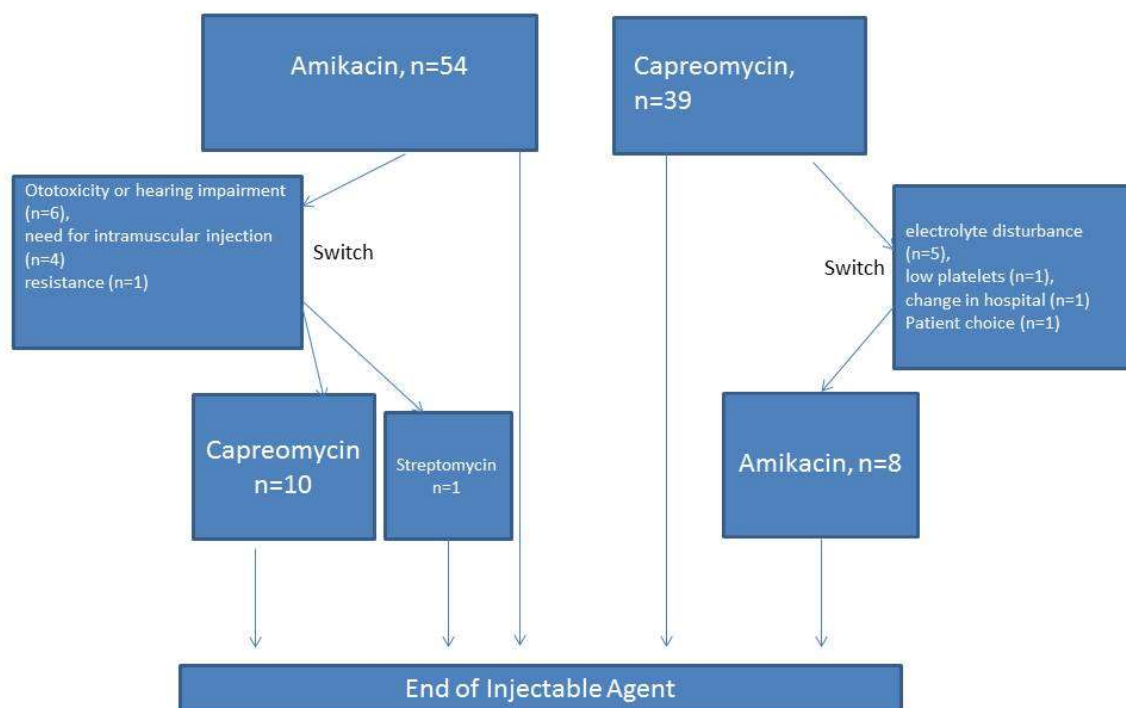 Amikacin, n=54
Capreomycin,
n=39
Ototoxicity or hearing impairment
(n=6),
need for intramuscular injection
(n=4)
resistance (n=1)
Switch
Switch
electrolyte disturbance
(n=5),
low platelets (n=1),
change in hospital (n=1)
Patient choice (n=1)
Capreomycin
n=10
Streptomycin
n=1
Amikacin, n=8
End of Injectable Agent